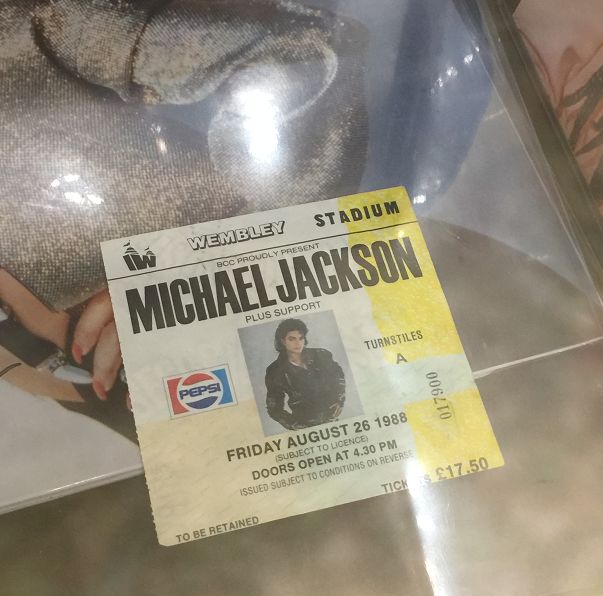 WEMBLEY STADIUM
BCC PROUDLY PRESENT
MICHAEL JACKSON
PLUS SUPPORT
TURNSTILES
A
PEPSI
017900
FRIDAY AUGUST 26 1988
(SUBJECT TO LICENCE)
DOORS OPEN AT 4.30 PM
ISSUED SUBJECT TO CONDITIONS ON REVERSE
£17.50
TO BE RETAINED